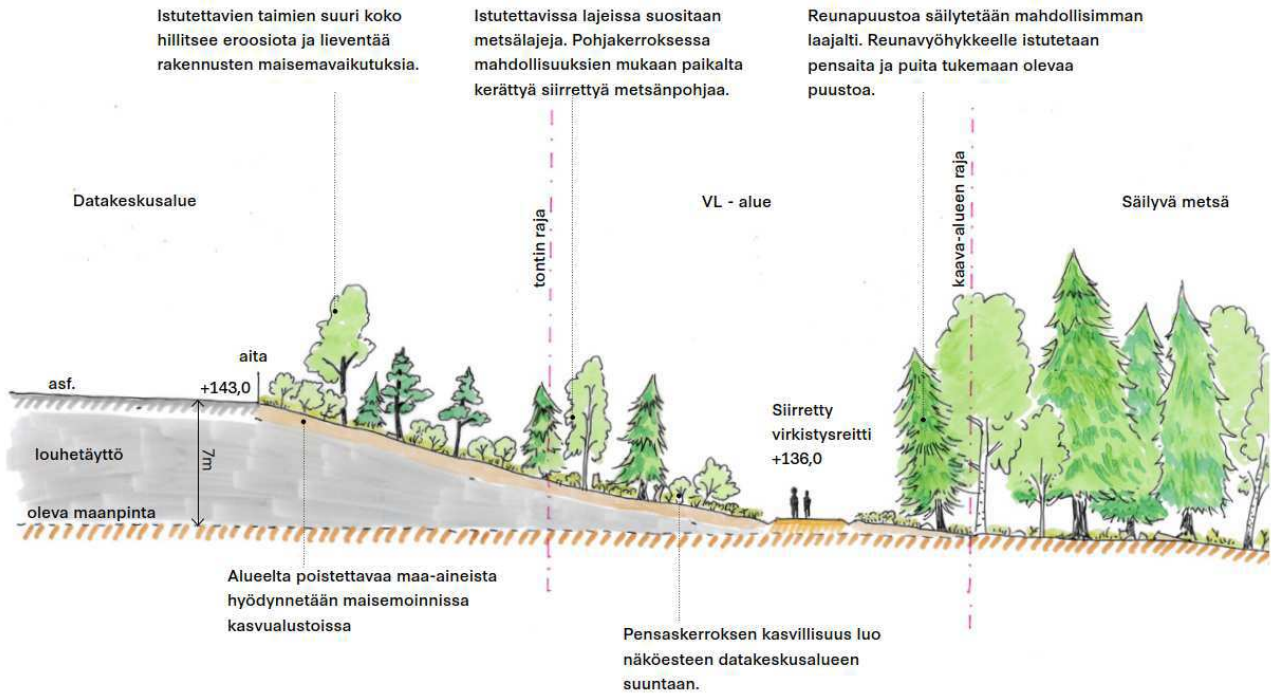 Istutettavien taimien suuri koko
hillitsee eroosiota ja lieventää
rakennusten maisemavaikutuksia.
Istutettavissa lajeissa suositaan
metsälajeja. Pohjakerroksessa
mahdollisuuksien mukaan paikalta
kerättyä siirrettyä metsänpohjaa.
Reunapuustoa säilytetään mahdollisimman
laajalti. Reunavyöhykkeelle istutetaan
pensaita ja puita tukemaan olevaa
puustoa.
Datakeskusalue
tontin raja
VL - alue
kaava-alueen raja
Säilyvä metsä
aita
asf.
+143,0
louhetäyttö
7m
oleva maanpinta
Siirretty
virkistysreitti
+136,0
Alueelta poistettavaa maa-aineista
hyödynnetään maisemoinnissa
kasvualustoissa
Pensaskerroksen kasvillisuus luo
näköesteen datakeskusalueen
suuntaan.